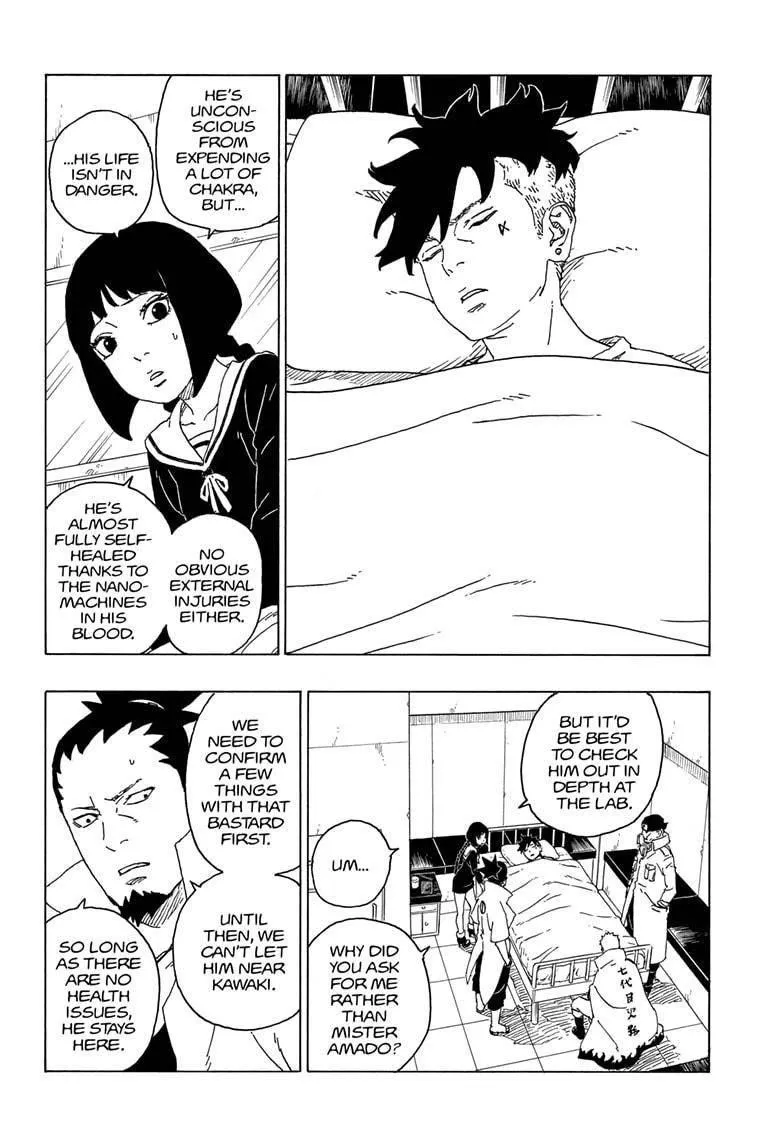 HE'S
UNCON-
SCIOUS
FROM
EXPENDING
A LOT OF
CHAKRA,
BUT...
...HIS LIFE
ISN'T IN
DANGER.
NO
OBVIOUS
EXTERNAL
INJURIES
EITHER.
HE'S
ALMOST
FULLY SELF-
HEALED
THANKS TO
THE NANO-
MACHINES
IN HIS
BLOOD.
BUT IT'D
BE BEST
TO CHECK
HIM OUT IN
DEPTH AT
THE LAB.
UM...
WHY DID
YOU ASK
FOR ME
RATHER
THAN
MISTER
AMADO?
七代目火影
WE
NEED TO
CONFIRM
A FEW
THINGS
WITH THAT
BASTARD
FIRST.
UNTIL
THEN, WE
CAN'T LET
HIM NEAR
KAWAKI.
SO LONG
AS THERE
ARE NO
HEALTH
ISSUES,
HE STAYS
HERE.